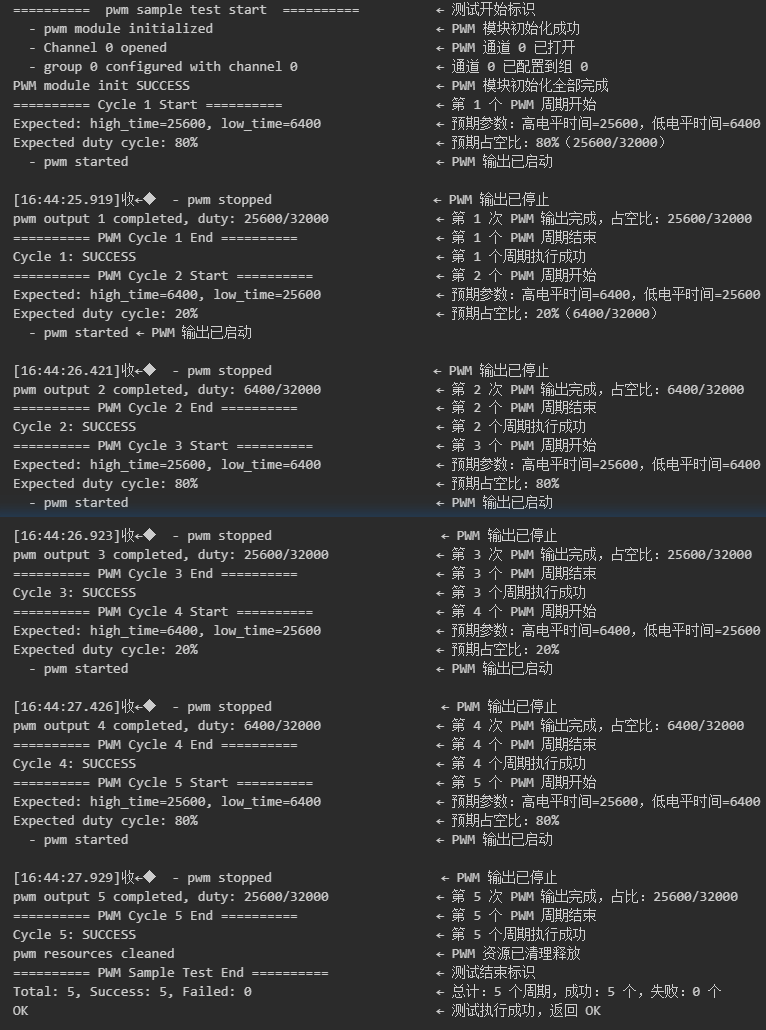 ==========  pwm sample test start  ==========          ← 测试开始标识
  - pwm module initialized                             ← PWM 模块初始化成功
  - Channel 0 opened                                   ← PWM 通道 0 已打开
  - group 0 configured with channel 0                  ← 通道 0 已配置到组 0
PWM module init SUCCESS                                ← PWM 模块初始化全部完成
========== Cycle 1 Start ==========                    ← 第 1 个 PWM 周期开始
Expected: high_time=25600, low_time=6400               ← 预期参数：高电平时间=25600, 低电平时间=6400
Expected duty cycle: 80%                               ← 预期占空比：80%（25600/32000）
  - pwm started                                        ← PWM 输出已启动

[16:44:25.919]收←◆  - pwm stopped                     ← PWM 输出已停止
pwm output 1 completed, duty: 25600/32000              ← 第 1 次 PWM 输出完成，占空比：25600/32000
========== PWM Cycle 1 End ==========                  ← 第 1 个 PWM 周期结束
Cycle 1: SUCCESS                                       ← 第 1 个周期执行成功
========== PWM Cycle 2 Start ==========                ← 第 2 个 PWM 周期开始
Expected: high_time=6400, low_time=25600               ← 预期参数：高电平时间=6400, 低电平时间=25600
Expected duty cycle: 20%                               ← 预期占空比：20%（6400/32000）
  - pwm started ← PWM 输出已启动

[16:44:26.421]收←◆  - pwm stopped                     ← PWM 输出已停止
pwm output 2 completed, duty: 6400/32000               ← 第 2 次 PWM 输出完成，占空比：6400/32000
========== PWM Cycle 2 End ==========                  ← 第 2 个 PWM 周期结束
Cycle 2: SUCCESS                                       ← 第 2 个周期执行成功
========== PWM Cycle 3 Start ==========                ← 第 3 个 PWM 周期开始
Expected: high_time=25600, low_time=6400               ← 预期参数：高电平时间=25600, 低电平时间=6400
Expected duty cycle: 80%                               ← 预期占空比：80%
  - pwm started                                        ← PWM 输出已启动

[16:44:26.923]收←◆  - pwm stopped                      ← PWM 输出已停止
pwm output 3 completed, duty: 25600/32000              ← 第 3 次 PWM 输出完成，占空比：25600/32000
========== PWM Cycle 3 End ==========                  ← 第 3 个 PWM 周期结束
Cycle 3: SUCCESS                                       ← 第 3 个周期执行成功
========== PWM Cycle 4 Start ==========                ← 第 4 个 PWM 周期开始
Expected: high_time=6400, low_time=25600               ← 预期参数：高电平时间=6400, 低电平时间=25600
Expected duty cycle: 20%                               ← 预期占空比：20%
  - pwm started                                        ← PWM 输出已启动

[16:44:27.426]收←◆  - pwm stopped                      ← PWM 输出已停止
pwm output 4 completed, duty: 6400/32000               ← 第 4 次 PWM 输出完成，占空比：6400/32000
========== PWM Cycle 4 End ==========                  ← 第 4 个 PWM 周期结束
Cycle 4: SUCCESS                                       ← 第 4 个周期执行成功
========== PWM Cycle 5 Start ==========                ← 第 5 个 PWM 周期开始
Expected: high_time=25600, low_time=6400               ← 预期参数：高电平时间=25600, 低电平时间=6400
Expected duty cycle: 80%                               ← 预期占空比：80%
  - pwm started                                        ← PWM 输出已启动

[16:44:27.929]收←◆  - pwm stopped                      ← PWM 输出已停止
pwm output 5 completed, duty: 25600/32000              ← 第 5 次 PWM 输出完成，占比：25600/32000
========== PWM Cycle 5 End ==========                  ← 第 5 个 PWM 周期结束
Cycle 5: SUCCESS                                       ← 第 5 个周期执行成功
pwm resources cleaned                                  ← PWM 资源已清理释放
========== PWM Sample Test End ==========              ← 测试结束标识
Total: 5, Success: 5, Failed: 0                        ← 总计：5 个周期，成功：5 个，失败：0 个
OK                                                     ← 测试执行成功，返回 OK